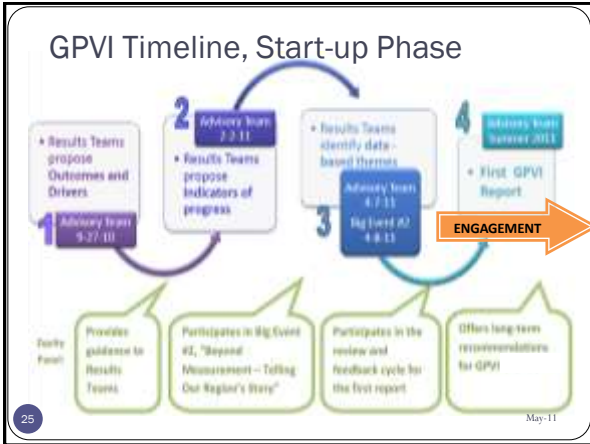 GPVI Timeline, Start-up Phase
1
• Results Teams
propose
Outcomes and
Drivers
Advisory Team
9-27-10
2
Advisory Team
2-2-11
• Results Teams
propose
Indicators of
progress
• Results Teams
identify data -
based themes
3
Advisory Team
4-7-11
Big Event #2
4-8-11
4
Advisory Team
Summer 2011
• First GPVI
Report
ENGAGEMENT
Panel:
Provides
guidance to
Results
Teams
Participates in Big Event
#2, "Beyond
Measurement – Telling
Our Region's Story"
Participates in the
review and
feedback cycle for
the first report
Offers long-term
recommendations
for GPVI
25
May-11